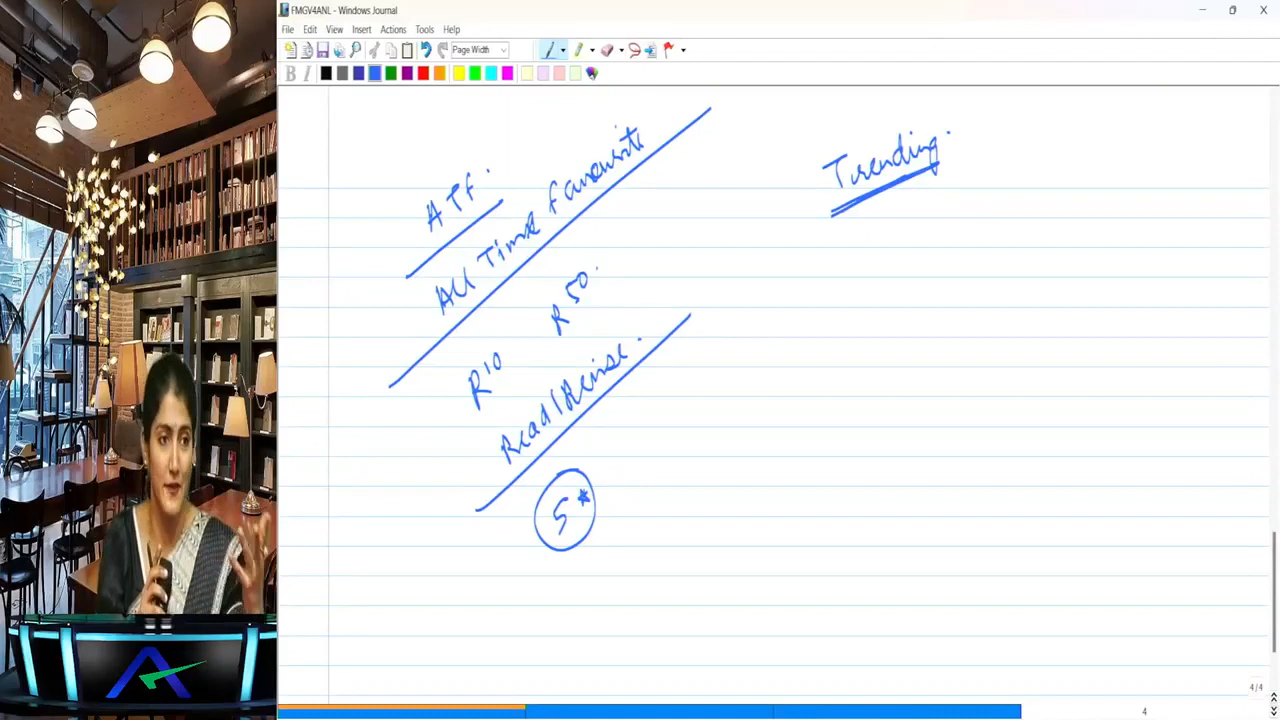 FMGV4ANL - Windows Journal
File Edit View Insert Actions Tools Help
Page Width
B I
ATF.
All Time favourite
Trending.
R10 R50.
Read/Revise.
5*
4/4
4